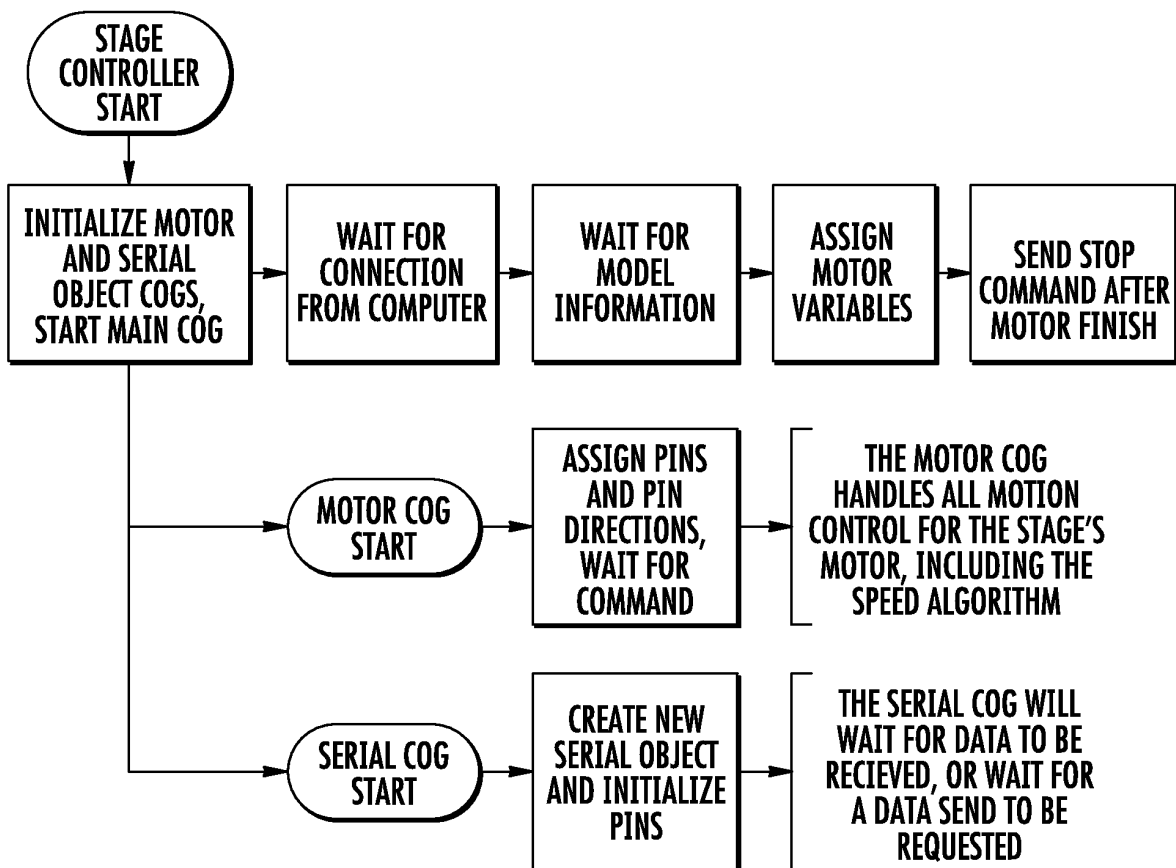 STAGE
CONTROLLER
START
INITIALIZE MOTOR
AND SERIAL
OBJECT COGS,
START MAIN COG
WAIT FOR
CONNECTION
FROM COMPUTER
WAIT FOR
MODEL
INFORMATION
ASSIGN
MOTOR
VARIABLES
SEND STOP
COMMAND AFTER
MOTOR FINISH
MOTOR COG
START
ASSIGN PINS
AND PIN
DIRECTIONS,
WAIT FOR
COMMAND
THE MOTOR COG
HANDLES ALL MOTION
CONTROL FOR THE STAGE'S
MOTOR, INCLUDING THE
SPEED ALGORITHM
SERIAL COG
START
CREATE NEW
SERIAL OBJECT
AND INITIALIZE
PINS
THE SERIAL COG WILL
WAIT FOR DATA TO BE
RECIEVED, OR WAIT FOR
A DATA SEND TO BE
REQUESTED